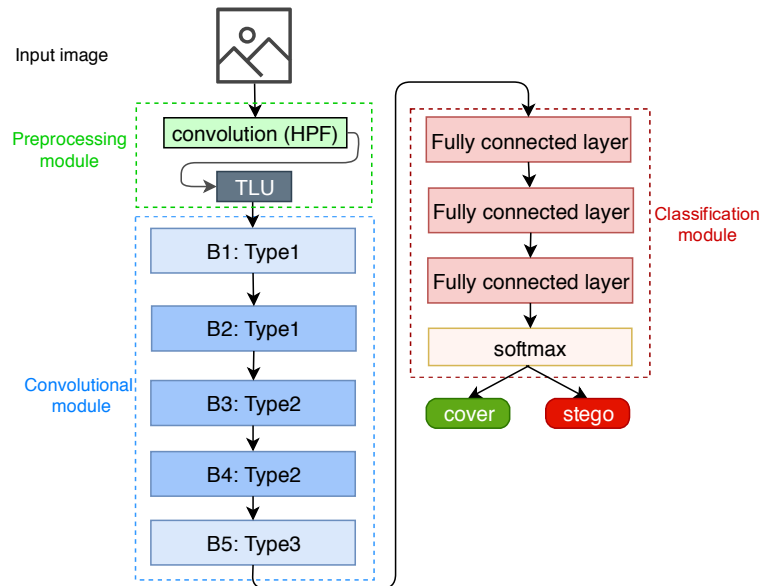 Input image
Preprocessing
module
convolution (HPF)
TLU
B1: Type1
B2: Type1
Convolutional
module
B3: Type2
B4: Type2
B5: Type3
Fully connected layer
Fully connected layer
Fully connected layer
Classification
module
softmax
cover
stego